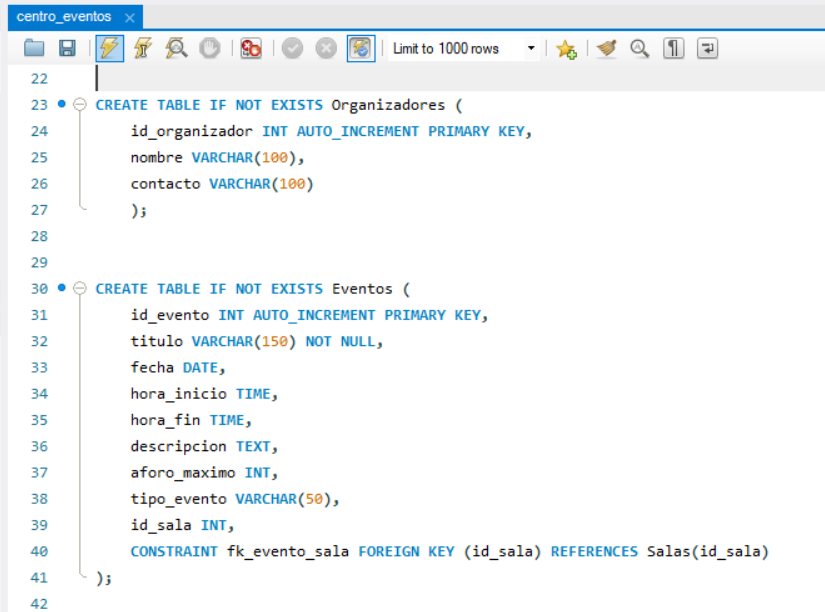 centro_eventos ×
Limit to 1000 rows
22
23 CREATE TABLE IF NOT EXISTS Organizadores (
24 id_organizador INT AUTO_INCREMENT PRIMARY KEY,
25 nombre VARCHAR(100),
26 contacto VARCHAR(100)
27 );
28
29
30 CREATE TABLE IF NOT EXISTS Eventos (
31 id_evento INT AUTO_INCREMENT PRIMARY KEY,
32 titulo VARCHAR(150) NOT NULL,
33 fecha DATE,
34 hora_inicio TIME,
35 hora_fin TIME,
36 descripcion TEXT,
37 aforo_maximo INT,
38 tipo_evento VARCHAR(50),
39 id_sala INT,
40 CONSTRAINT fk_evento_sala FOREIGN KEY (id_sala) REFERENCES Salas(id_sala)
41 );
42